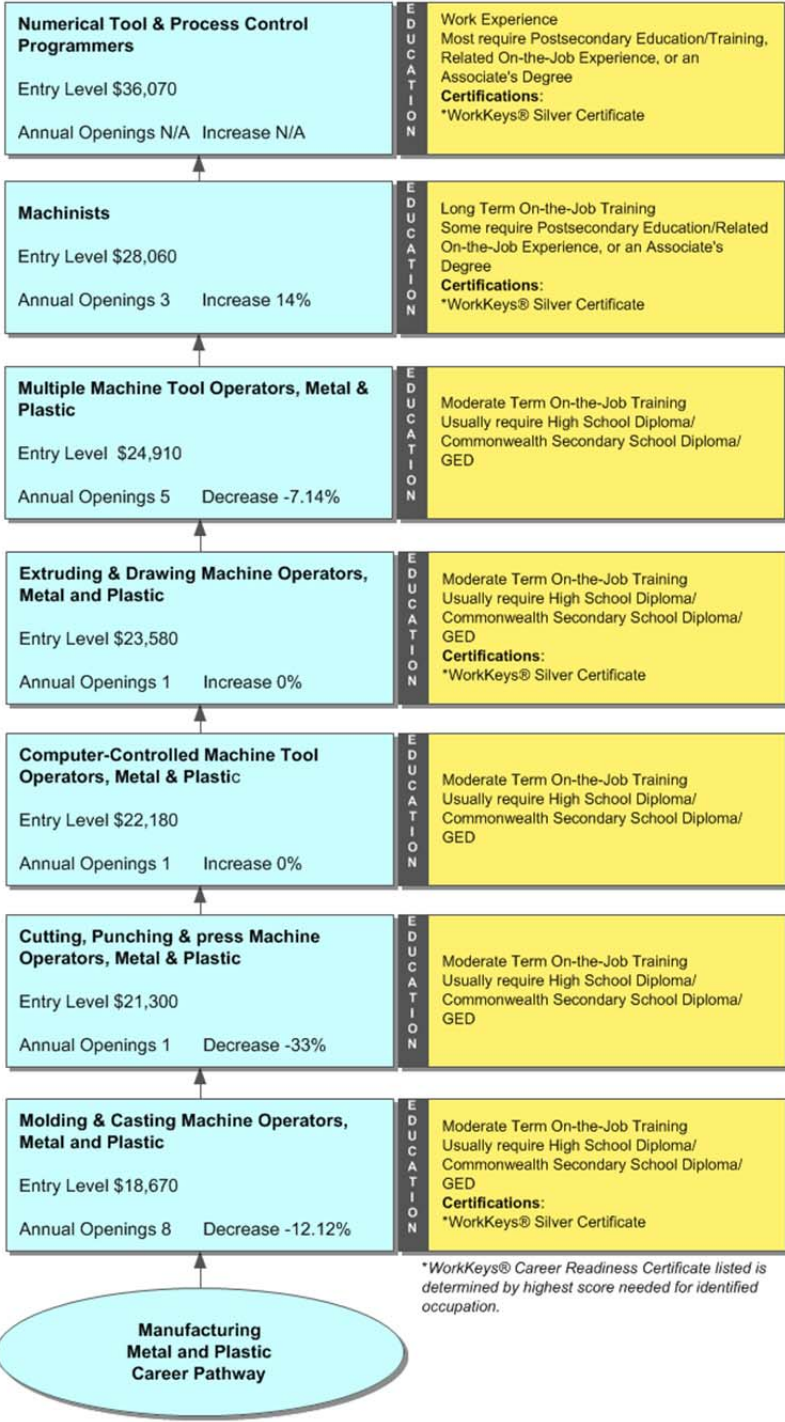 Numerical Tool & Process Control
Programmers
Entry Level $36,070
Annual Openings N/A Increase N/A
EDUCATION
Work Experience
Most require Postsecondary Education/Training,
Related On-the-Job Experience, or an
Associate's Degree
Certifications:
*WorkKeys® Silver Certificate
Machinists
Entry Level $28,060
Annual Openings 3 Increase 14%
EDUCATION
Long Term On-the-Job Training
Some require Postsecondary Education/Related
On-the-Job Experience, or an Associate's
Degree
Certifications:
*WorkKeys® Silver Certificate
Multiple Machine Tool Operators, Metal &
Plastic
Entry Level $24,910
Annual Openings 5 Decrease -7.14%
EDUCATION
Moderate Term On-the-Job Training
Usually require High School Diploma/
Commonwealth Secondary School Diploma/
GED
Extruding & Drawing Machine Operators,
Metal and Plastic
Entry Level $23,580
Annual Openings 1 Increase 0%
EDUCATION
Moderate Term On-the-Job Training
Usually require High School Diploma/
Commonwealth Secondary School Diploma/
GED
Certifications:
*WorkKeys® Silver Certificate
Computer-Controlled Machine Tool
Operators, Metal & Plastic
Entry Level $22,180
Annual Openings 1 Increase 0%
EDUCATION
Moderate Term On-the-Job Training
Usually require High School Diploma/
Commonwealth Secondary School Diploma/
GED
Cutting, Punching & press Machine
Operators, Metal & Plastic
Entry Level $21,300
Annual Openings 1 Decrease -33%
EDUCATION
Moderate Term On-the-Job Training
Usually require High School Diploma/
Commonwealth Secondary School Diploma/
GED
Molding & Casting Machine Operators,
Metal and Plastic
Entry Level $18,670
Annual Openings 8 Decrease -12.12%
EDUCATION
Moderate Term On-the-Job Training
Usually require High School Diploma/
Commonwealth Secondary School Diploma/
GED
Certifications:
*WorkKeys® Silver Certificate
*WorkKeys® Career Readiness Certificate listed is
determined by highest score needed for identified
occupation.
Manufacturing
Metal and Plastic
Career Pathway